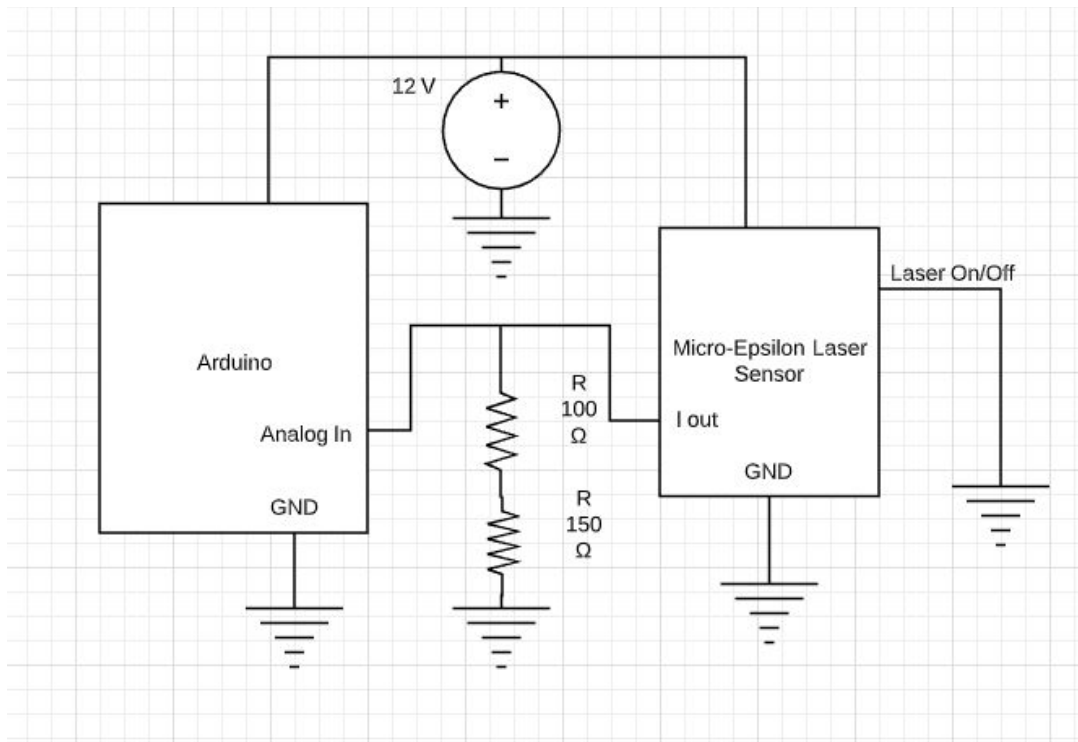 12 V
+
−
Arduino
Analog In
GND
R
100
Ω
R
150
Ω
Laser On/Off
Micro-Epsilon Laser
Sensor
I out
GND